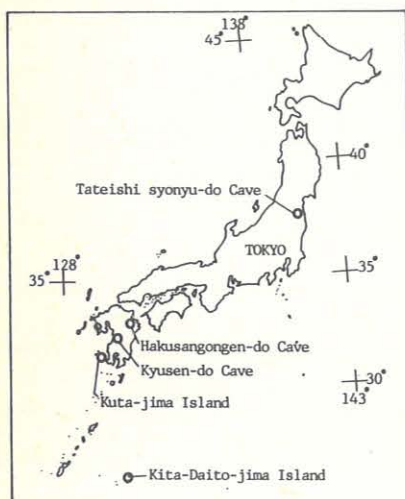 138°
45°
40°
Tateishi syonyu-do Cave
TOKYO
128°
35°
35°
Hakusangongen-do Cave
Kyusen-do Cave
30°
143°
Kuta-jima Island
Kita-Daito-jima Island